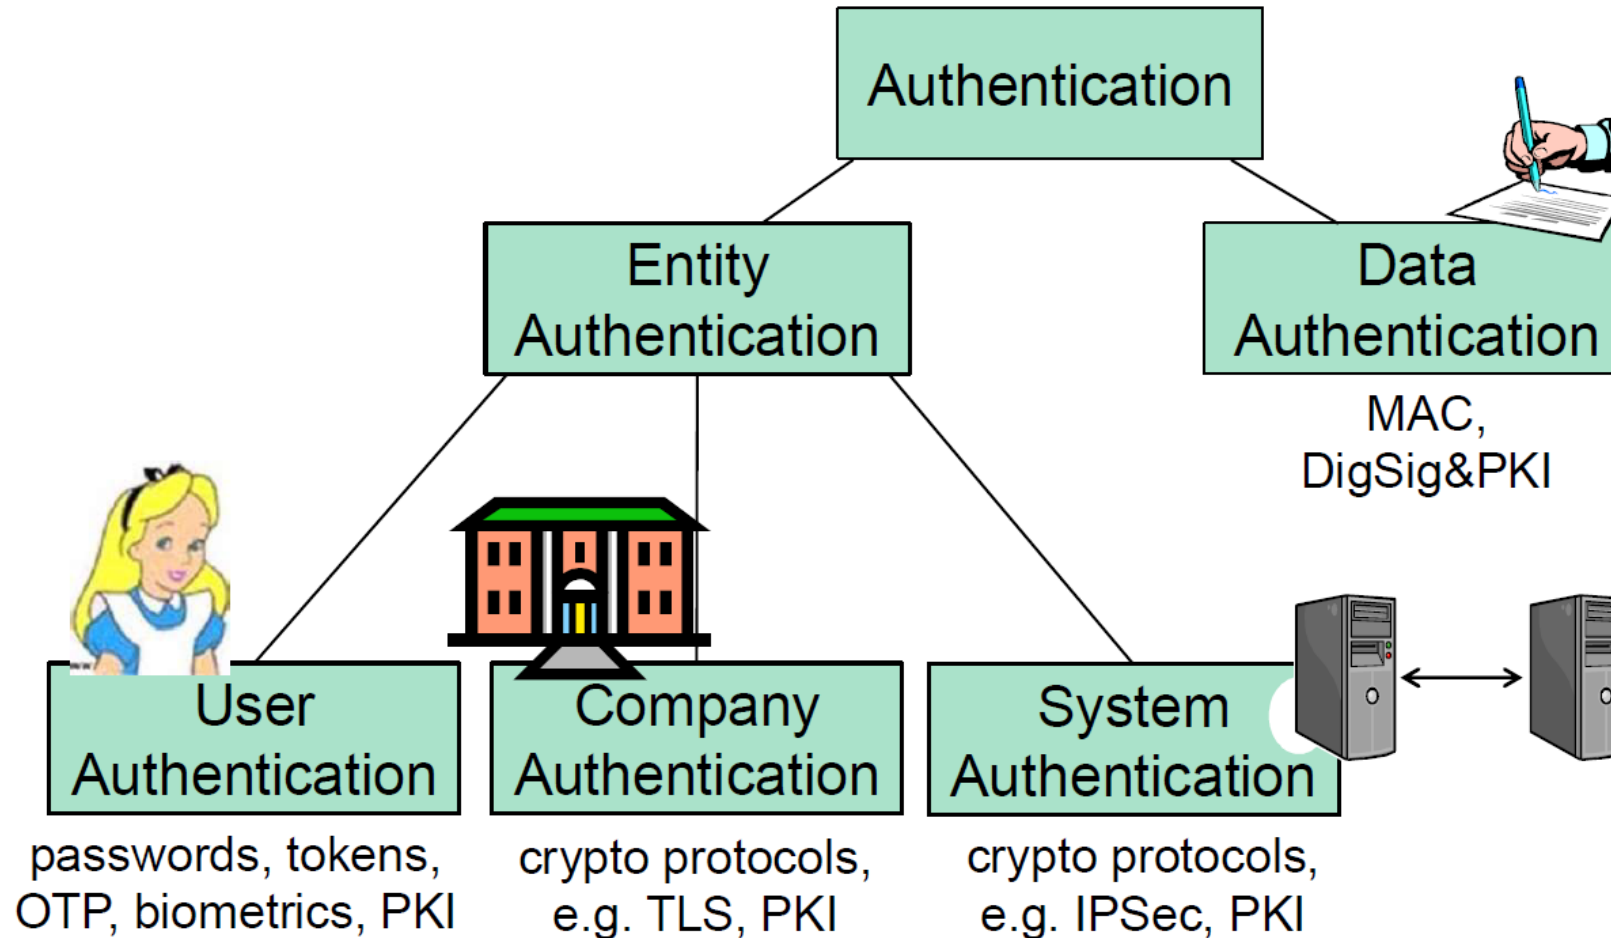 Authentication
Entity
Authentication
Data
Authentication
MAC,
DigSig&PKI
User
Authentication
Company
Authentication
System
Authentication
passwords, tokens,
OTP, biometrics, PKI
crypto protocols,
e.g. TLS, PKI
crypto protocols,
e.g. IPSec, PKI